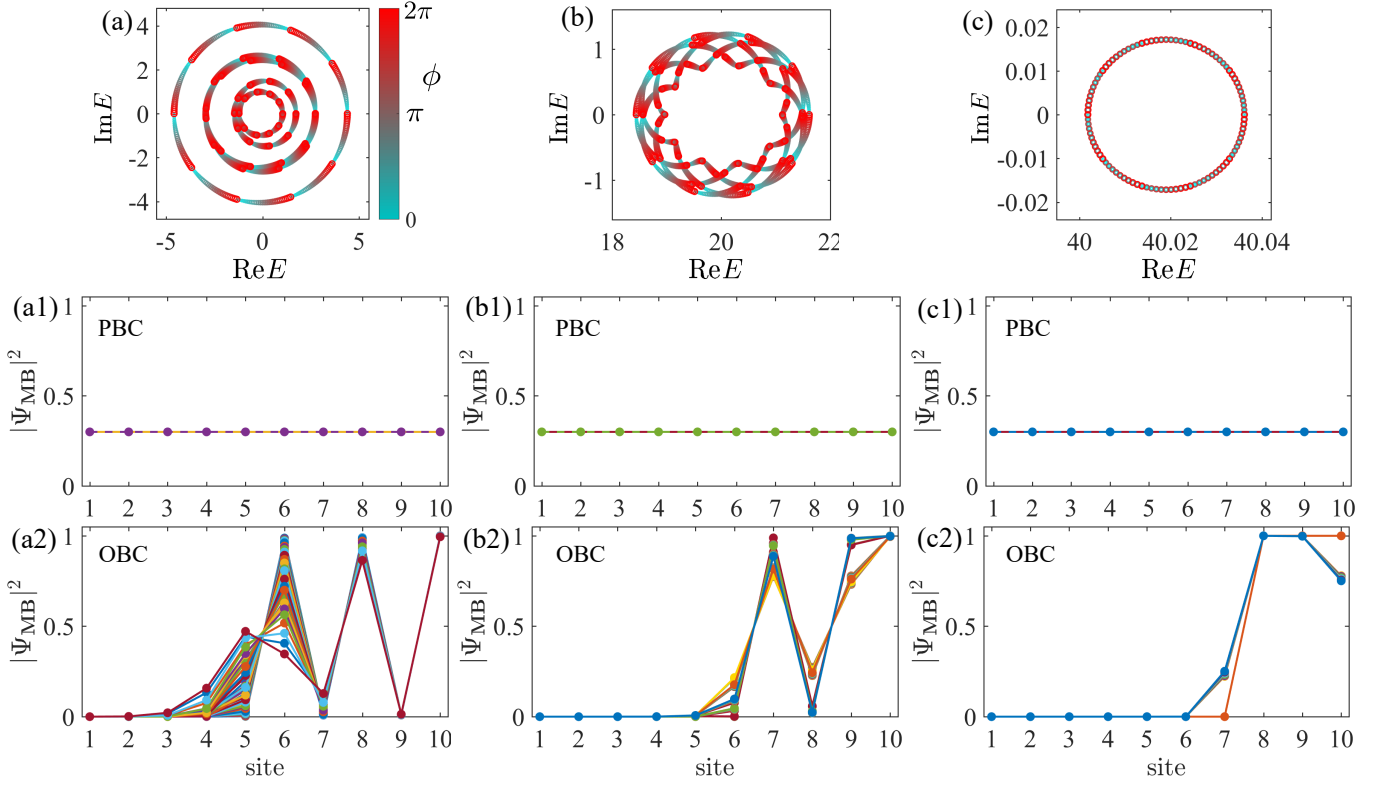 (a)
4
2
0
-2
-4
ImE
-5 0 5
ReE
2π
ϕ
π
0
(b)
1
0
-1
ImE
18 20 22
ReE
(c)
0.02
0.01
0
-0.01
-0.02
ImE
40 40.02 40.04
ReE
(a1)
PBC
1
0.5
0
|Ψ_MB|²
1 2 3 4 5 6 7 8 9 10
(b1)
PBC
1
0.5
0
|Ψ_MB|²
1 2 3 4 5 6 7 8 9 10
(c1)
PBC
1
0.5
0
|Ψ_MB|²
1 2 3 4 5 6 7 8 9 10
(a2)
OBC
1
0.5
0
|Ψ_MB|²
1 2 3 4 5 6 7 8 9 10
site
(b2)
OBC
1
0.5
0
|Ψ_MB|²
1 2 3 4 5 6 7 8 9 10
site
(c2)
OBC
1
0.5
0
|Ψ_MB|²
1 2 3 4 5 6 7 8 9 10
site